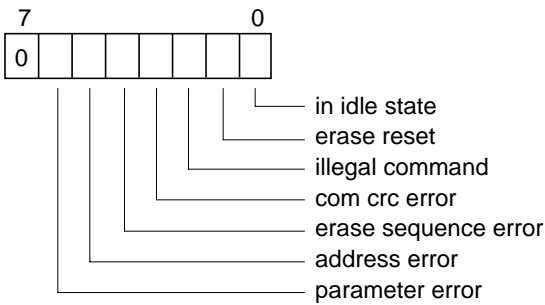 7 0
0
in idle state
erase reset
illegal command
com crc error
erase sequence error
address error
parameter error